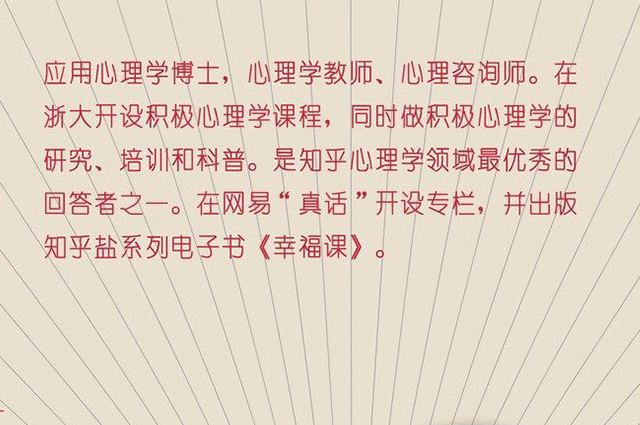 应用心理学博士，心理学教师、心理咨询师。在
浙大开设积极心理学课程，同时做积极心理学的
研究、培训和科普。是知乎心理学领域最优秀的
回答者之一。在网易“真话”开设专栏，并出版
知乎盐系列电子书《幸福课》。